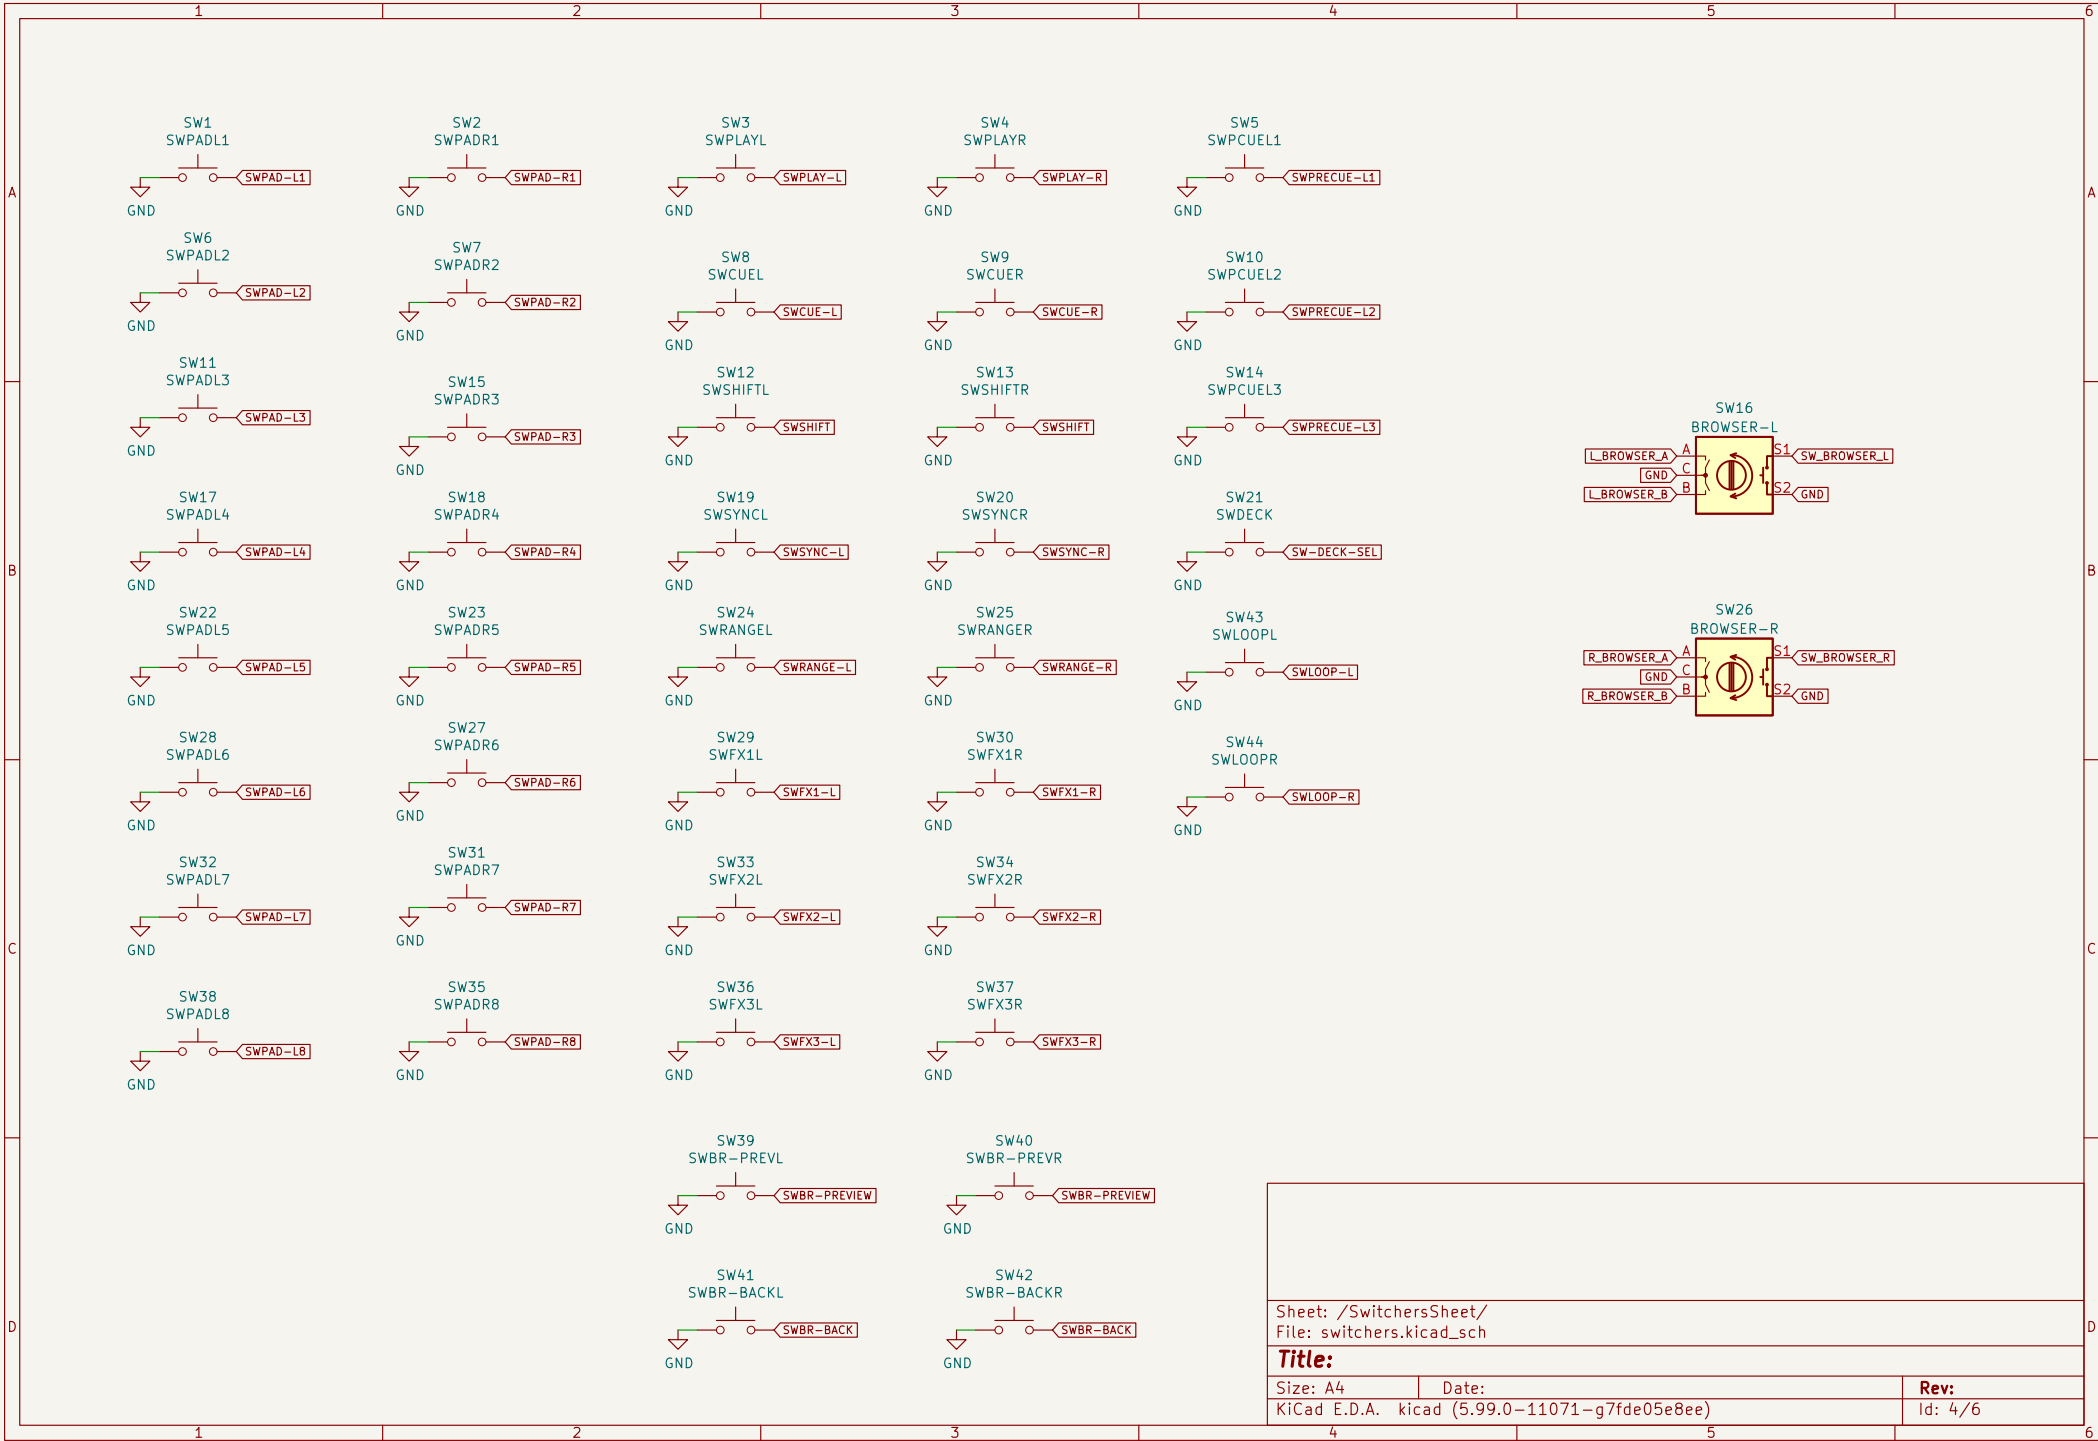 1 2 3 4 5 6
A A
SW1 SW2 SW3 SW4 SW5
SWPADL1 SWPADR1 SWPLAYL SWPLAYR SWPCUEL1
SWPAD-L1 SWPAD-R1 SWPLAY-L SWPLAY-R SWPRECUE-L1
GND GND GND GND GND
SW6
SWPADL2
SWPAD-L2
GND
SW7
SWPADR2
SWPAD-R2
GND
SW8 SW9 SW10
SWCUEL SWCUER SWPCUEL2
SWCUE-L SWCUE-R SWPRECUE-L2
GND GND GND
SW11
SWPADL3
SWPAD-L3
GND
SW15
SWPADR3
SWPAD-R3
GND
SW12 SW13 SW14
SWSHIFTL SWSHIFTR SWPCUEL3
SWSHIFT SWSHIFT SWPRECUE-L3
GND GND GND
SW16
BROWSER-L
L_BROWSER_A A S1 SW_BROWSER_L
GND C
L_BROWSER_B B S2 GND
B B
SW17 SW18 SW19 SW20 SW21
SWPADL4 SWPADR4 SWSYNCL SWSYNCR SWDECK
SWPAD-L4 SWPAD-R4 SWSYNC-L SWSYNC-R SW-DECK-SEL
GND GND GND GND GND
SW22 SW23 SW24 SW25
SWPADL5 SWPADR5 SWRANGEL SWRANGER
SWPAD-L5 SWPAD-R5 SWRANGE-L SWRANGE-R
GND GND GND GND
SW43
SWLOOPL
SWLOOP-L
GND
SW26
BROWSER-R
R_BROWSER_A A S1 SW_BROWSER_R
GND C
R_BROWSER_B B S2 GND
SW28
SWPADL6
SWPAD-L6
GND
SW27
SWPADR6
SWPAD-R6
GND
SW29 SW30
SWFX1L SWFX1R
SWFX1-L SWFX1-R
GND GND
SW44
SWLOOPR
SWLOOP-R
GND
C C
SW32
SWPADL7
SWPAD-L7
GND
SW31
SWPADR7
SWPAD-R7
GND
SW33 SW34
SWFX2L SWFX2R
SWFX2-L SWFX2-R
GND GND
SW38
SWPADL8
SWPAD-L8
GND
SW35 SW36 SW37
SWPADR8 SWFX3L SWFX3R
SWPAD-R8 SWFX3-L SWFX3-R
GND GND GND
SW39 SW40
SWBR-PREVL SWBR-PREVR
SWBR-PREVIEW SWBR-PREVIEW
GND GND
SW41 SW42
SWBR-BACKL SWBR-BACKR
SWBR-BACK SWBR-BACK
GND GND
D D
Sheet: /SwitchersSheet/
File: switchers.kicad_sch
Title:
Size: A4 Date: Rev:
KiCad E.D.A. kicad (5.99.0-11071-g7fde05e8ee) Id: 4/6
1 2 3 4 5 6